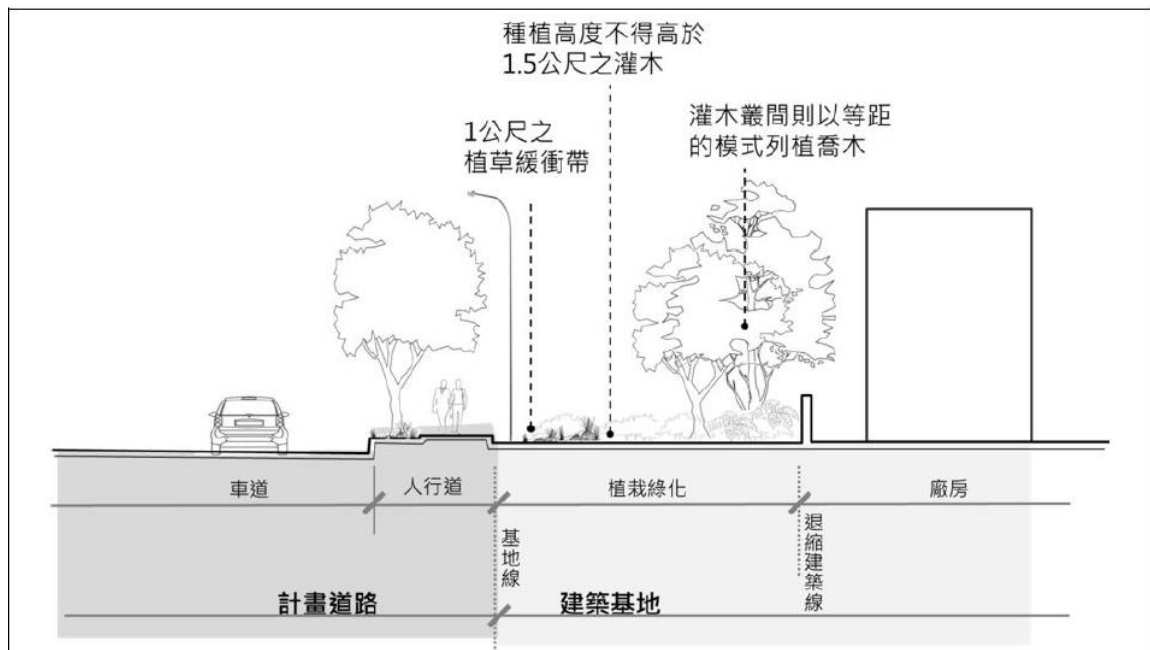 種植高度不得高於
1.5公尺之灌木
1公尺之
植草緩衝帶
灌木叢間則以等距
的模式列植喬木
車道
人行道
植栽綠化
廠房
基地線
退縮建築線
計畫道路
建築基地